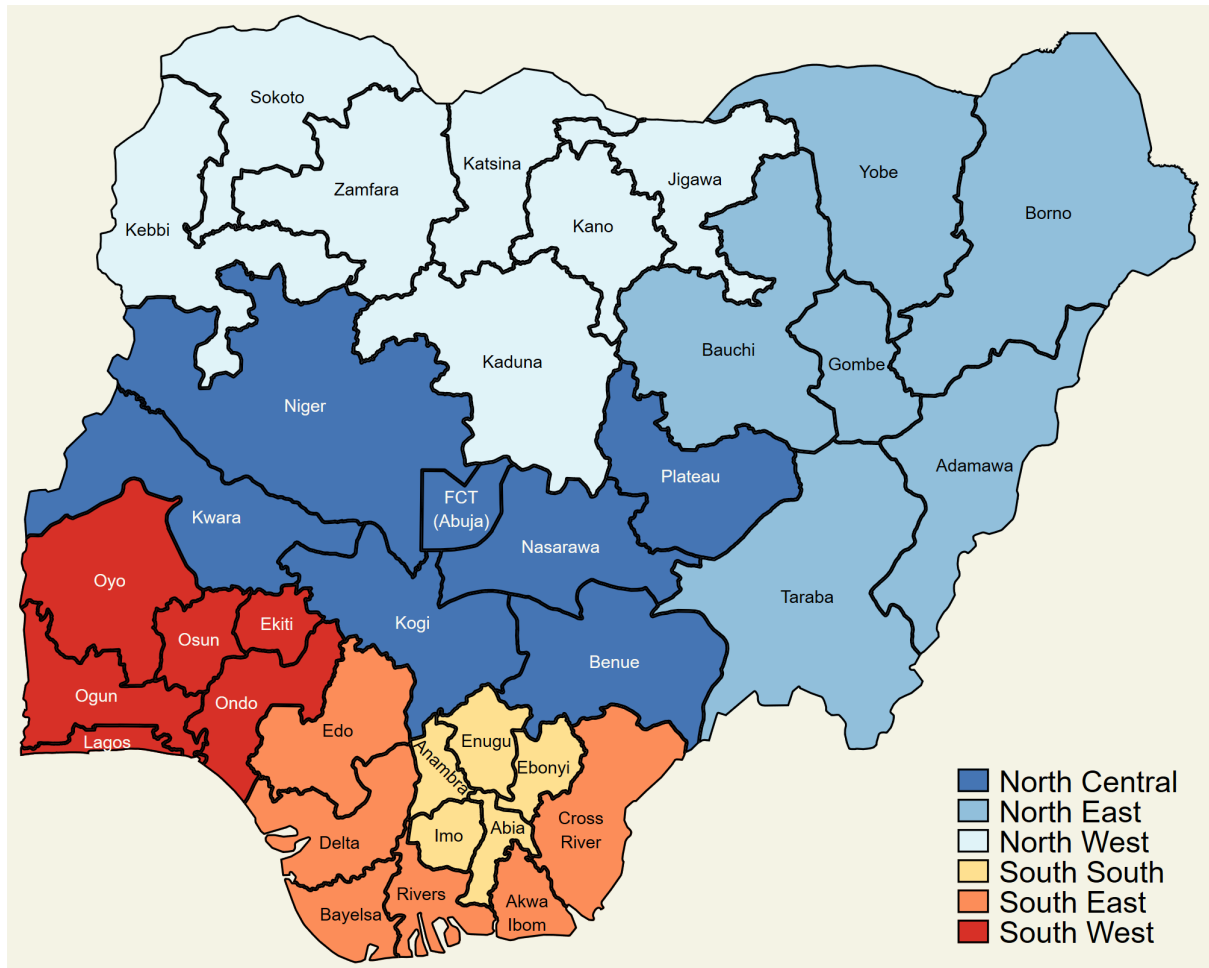 Sokoto
Katsina
Zamfara
Jigawa
Yobe
Borno
Kebbi
Kano
Bauchi
Kaduna
Gombe
Niger
Adamawa
Plateau
FCT
(Abuja)
Kwara
Nasarawa
Oyo
Taraba
Kogi
Ekiti
Osun
Benue
Ogun
Ondo
Edo
Lagos
Enugu
Anambra
Ebonyi
Cross
River
Abia
Imo
Delta
Rivers
Akwa
Ibom
Bayelsa
North Central
North East
North West
South South
South East
South West